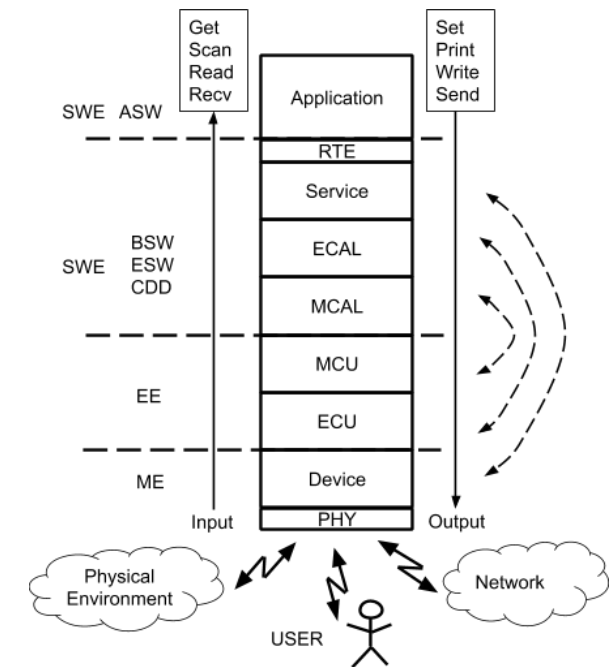 Get
Scan
Read
Recv
Set
Print
Write
Send
Application
SWE ASW
RTE
Service
BSW
ESW
CDD
SWE
ECAL
MCAL
MCU
EE
ECU
ME
Device
Input
PHY
Output
Physical
Environment
Network
USER